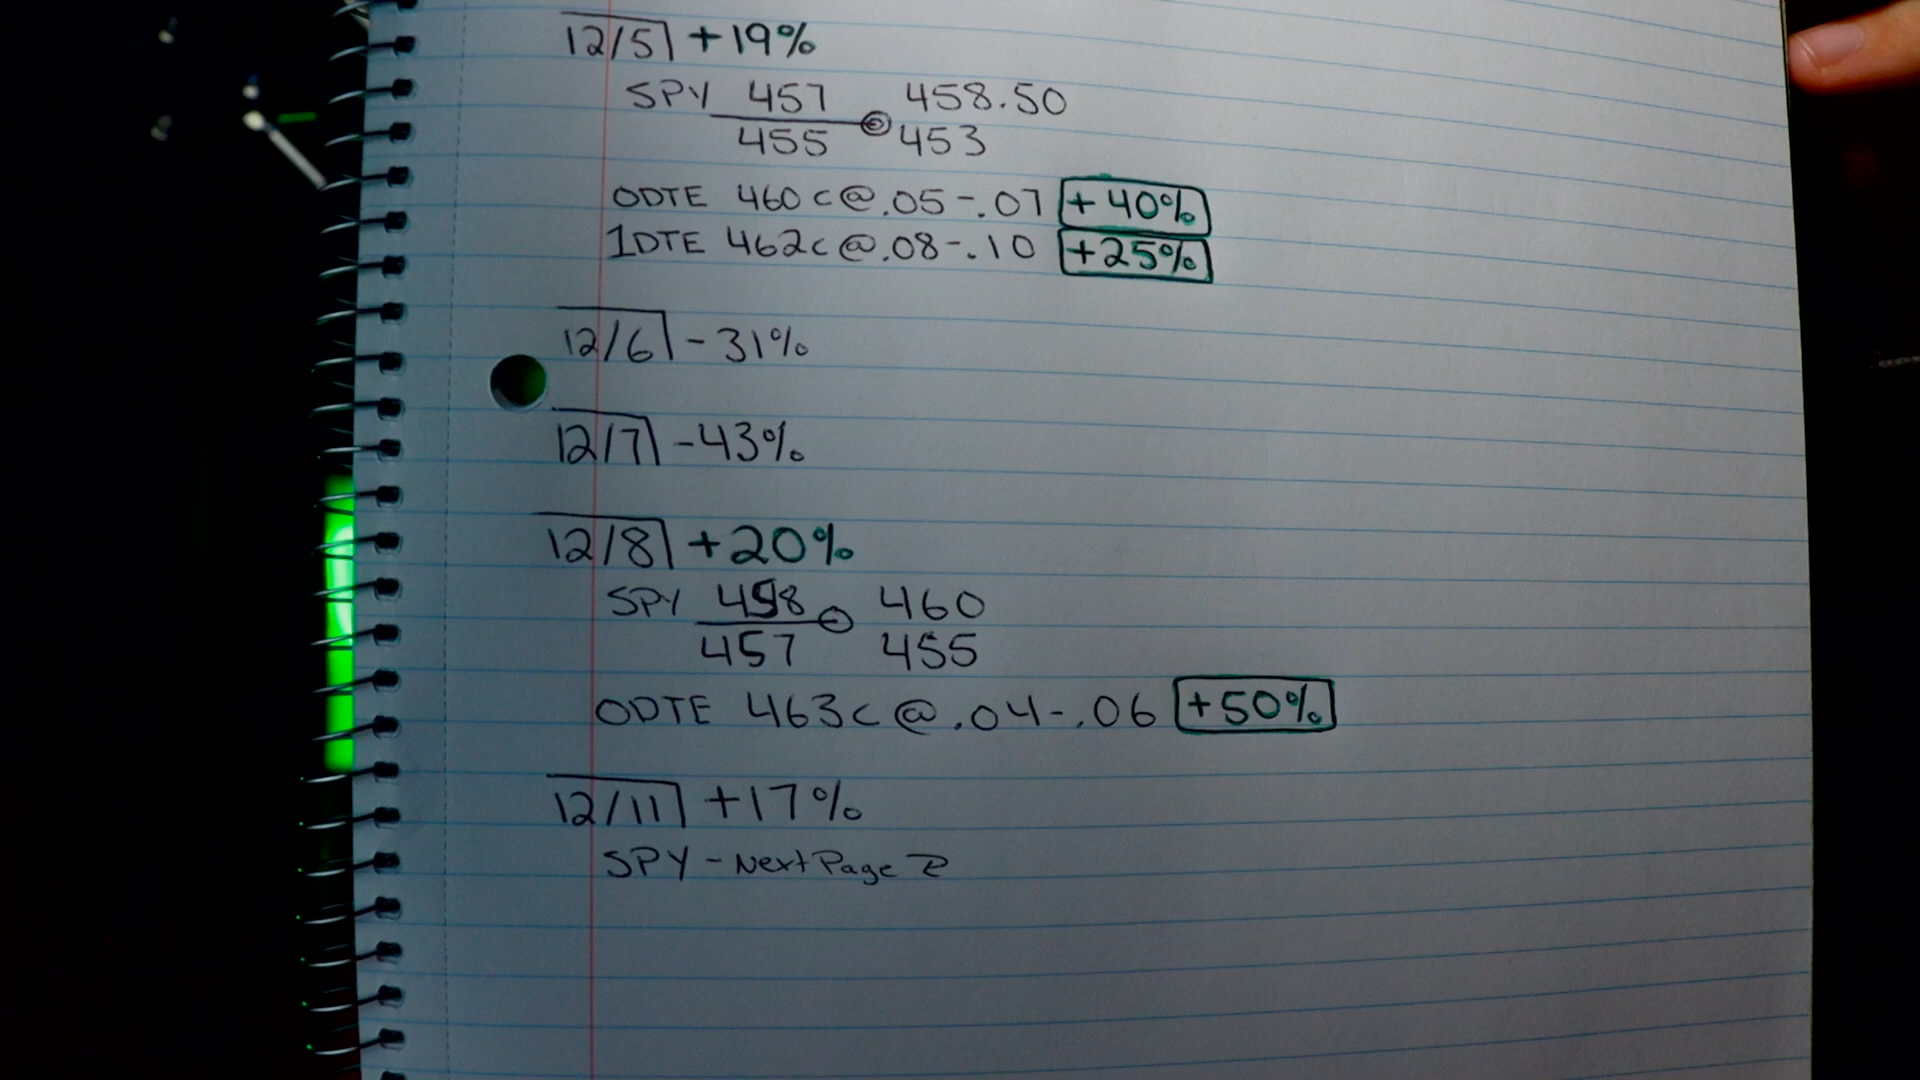 12/5 +19%
SPY 457 458.50
455 453
ODTE 460c @ .05-.07 +40%
1DTE 462c @ .08-.10 +25%
12/6 -31%
12/7 -43%
12/8 +20%
SPY 458 460
457 455
ODTE 463c @ .04-.06 +50%
12/11 +17%
SPY - Next Page